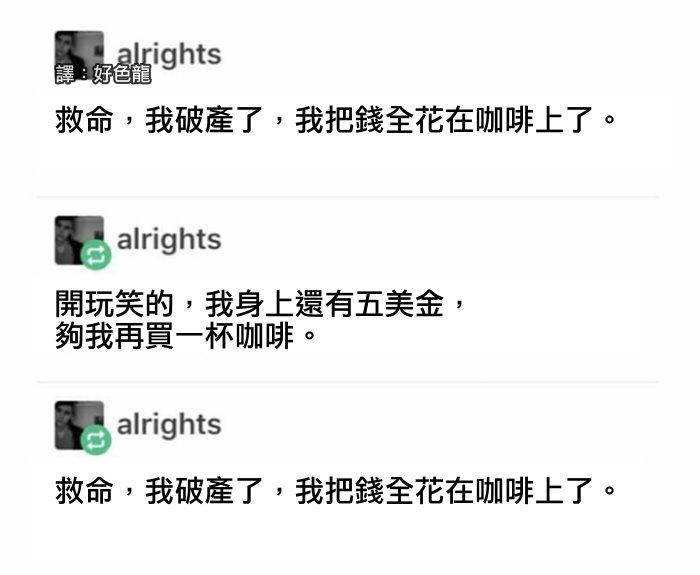 alrights
譯：好色龍
救命，我破產了，我把錢全花在咖啡上了。
alrights
開玩笑的，我身上還有五美金，
夠我再買一杯咖啡。
alrights
救命，我破產了，我把錢全花在咖啡上了。